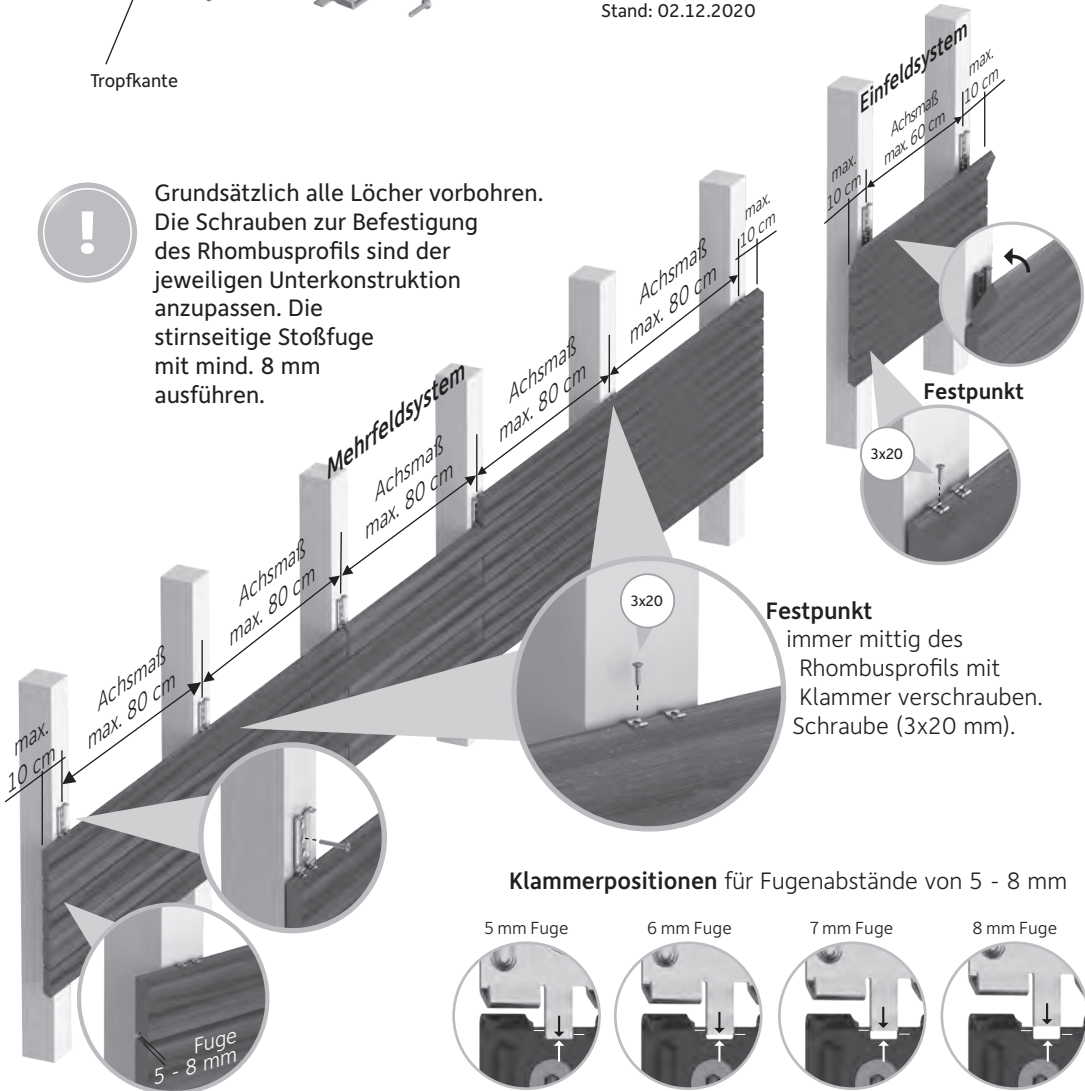 Stand: 02.12.2020
Tropfkante
Einfeldsystem
max.
10 cm
Achsmaß
max. 60 cm
max.
10 cm
Grundsätzlich alle Löcher vorbohren.
Die Schrauben zur Befestigung
des Rhombusprofils sind der
jeweiligen Unterkonstruktion
anzupassen. Die
stirnseitige Stoßfuge
mit mind. 8 mm
ausführen.
max.
10 cm
Achsmaß
max. 80 cm
Festpunkt
3x20
Mehrfeldsystem
Achsmaß
max. 80 cm
Achsmaß
max. 80 cm
Achsmaß
max. 80 cm
Achsmaß
max. 80 cm
max.
10 cm
3x20
Festpunkt
immer mittig des
Rhombusprofils mit
Klammer verschrauben.
Schraube (3x20 mm).
Klammerpositionen für Fugenabstände von 5 - 8 mm
5 mm Fuge
6 mm Fuge
7 mm Fuge
8 mm Fuge
Fuge
5 - 8 mm